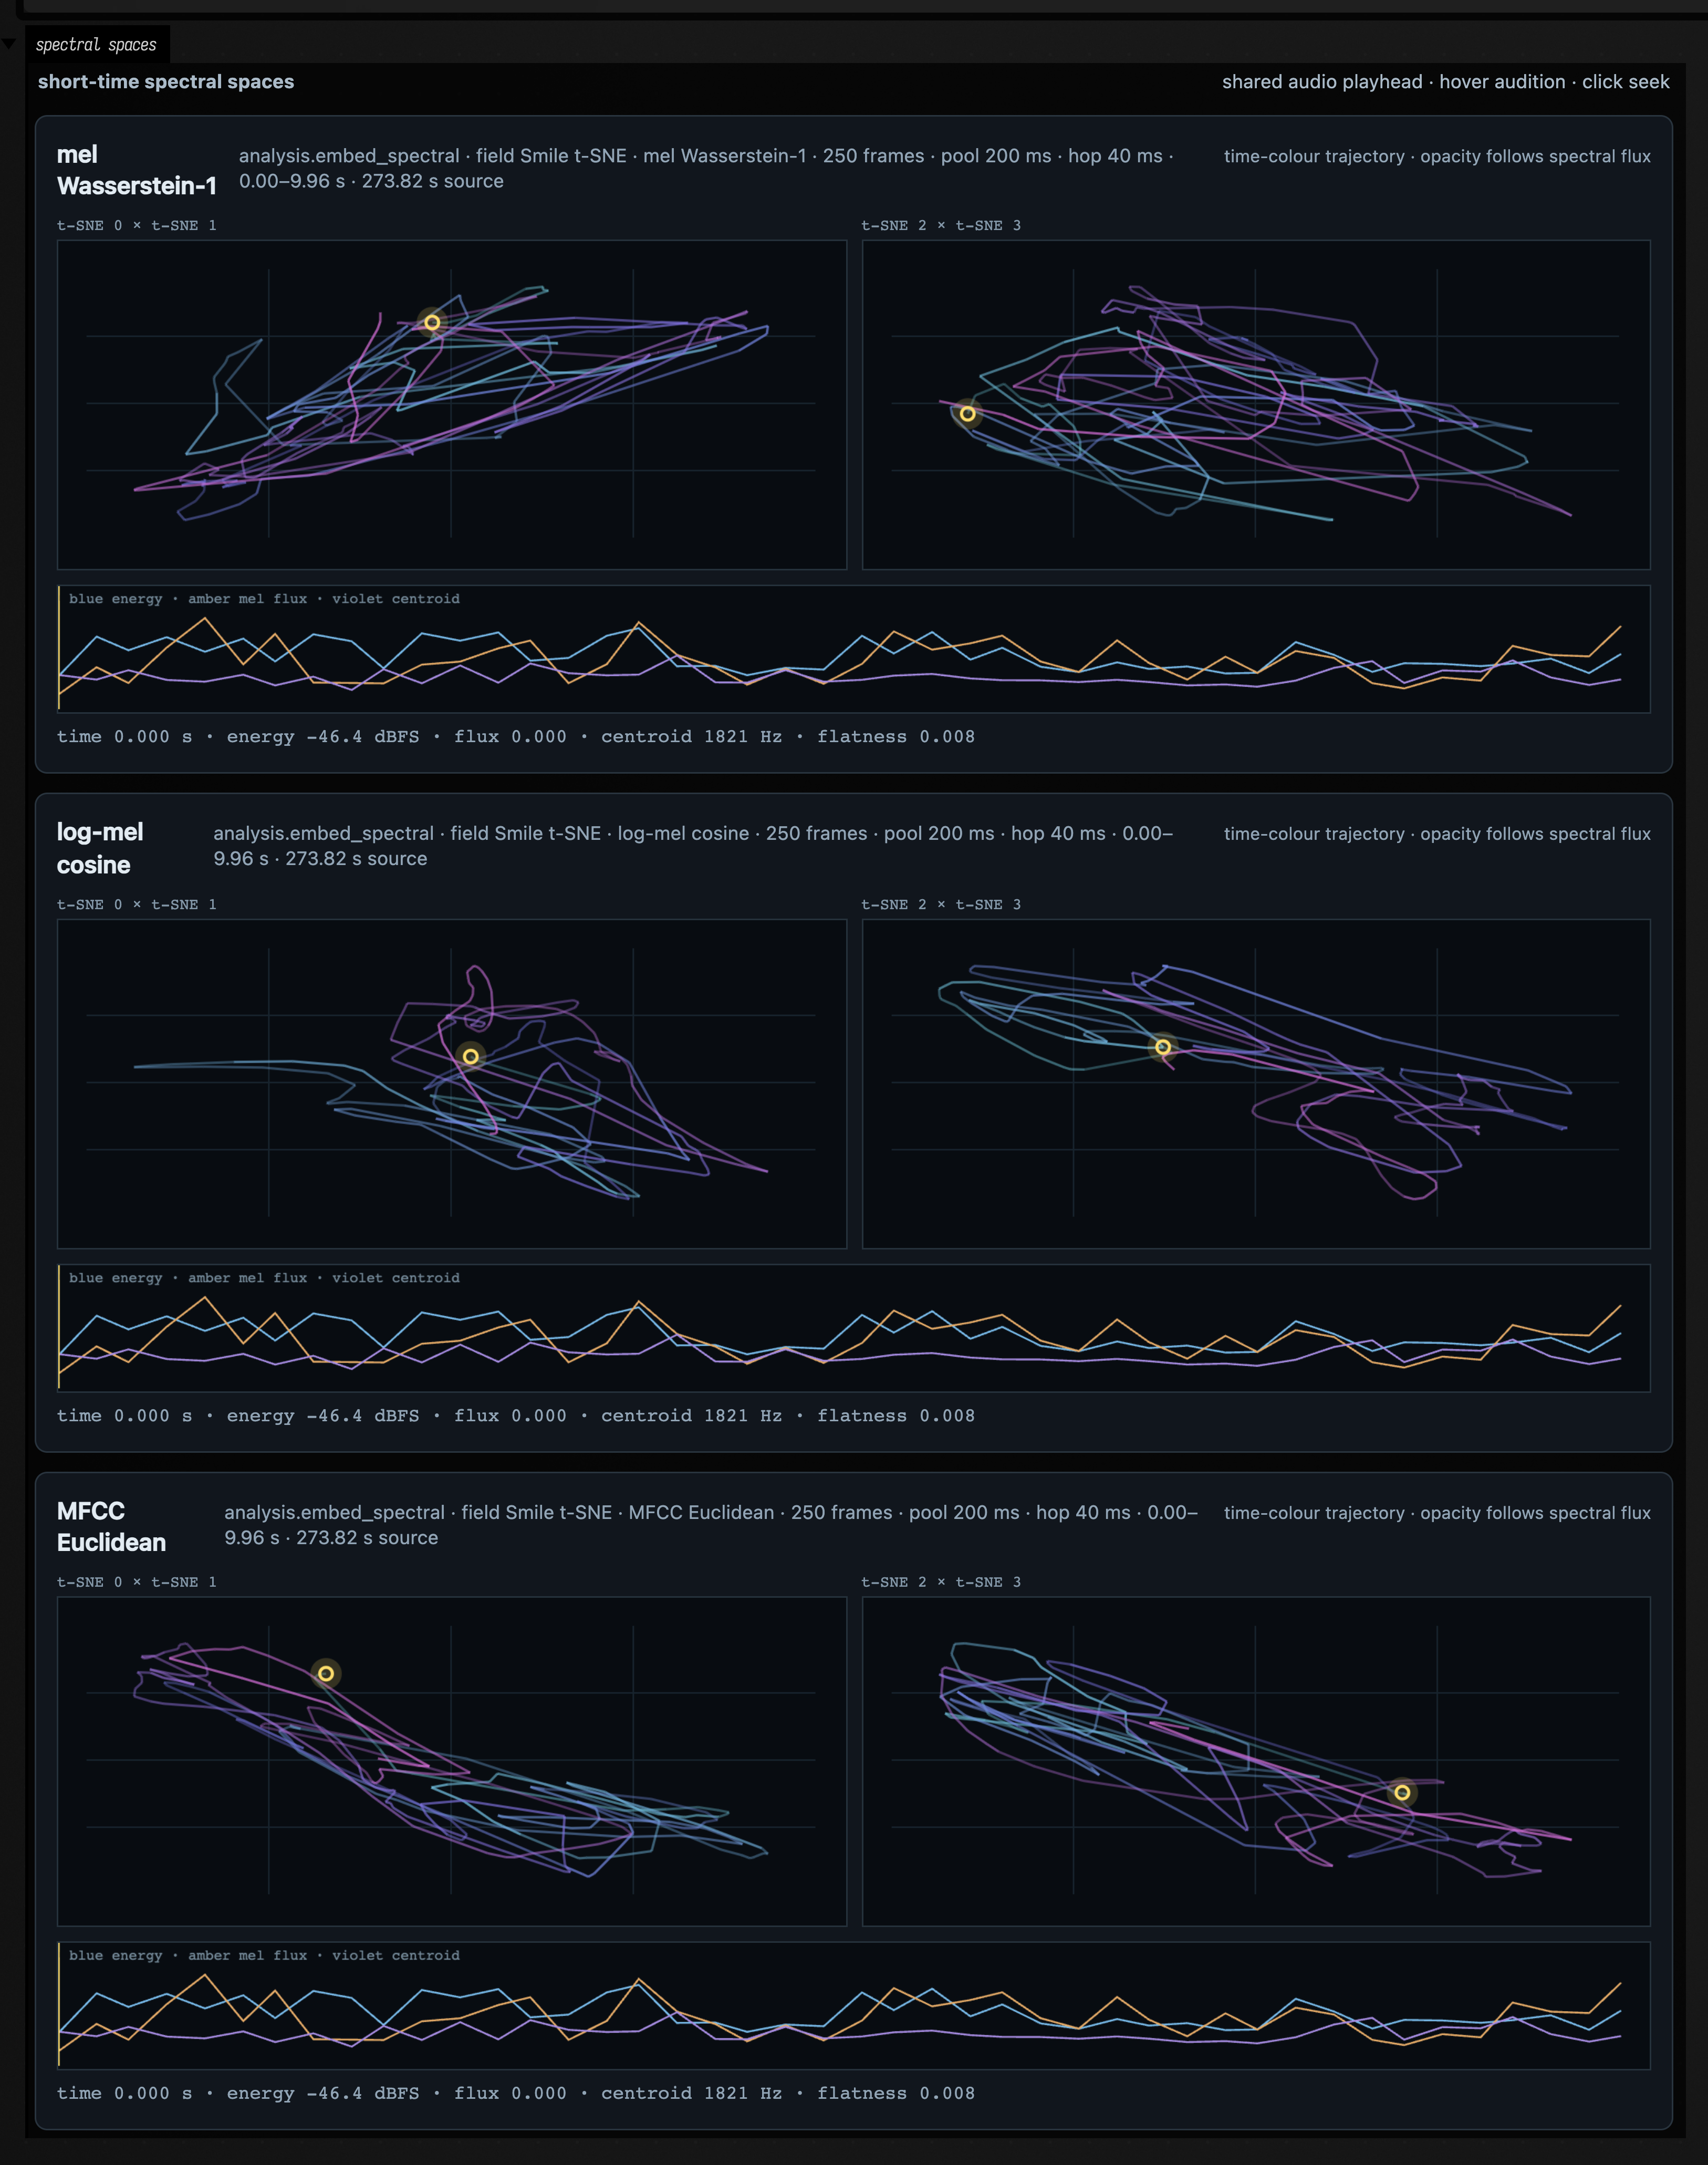 spectral spaces
short-time spectral spaces
shared audio playhead · hover audition · click seek
mel
Wasserstein-1
analysis.embed_spectral · field Smile t-SNE · mel Wasserstein-1 · 250 frames · pool 200 ms · hop 40 ms ·
0.00–9.96 s · 273.82 s source
time-colour trajectory · opacity follows spectral flux
t-SNE 0 × t-SNE 1
t-SNE 2 × t-SNE 3
blue energy · amber mel flux · violet centroid
time 0.000 s · energy -46.4 dBFS · flux 0.000 · centroid 1821 Hz · flatness 0.008
log-mel
cosine
analysis.embed_spectral · field Smile t-SNE · log-mel cosine · 250 frames · pool 200 ms · hop 40 ms · 0.00–
9.96 s · 273.82 s source
time-colour trajectory · opacity follows spectral flux
t-SNE 0 × t-SNE 1
t-SNE 2 × t-SNE 3
blue energy · amber mel flux · violet centroid
time 0.000 s · energy -46.4 dBFS · flux 0.000 · centroid 1821 Hz · flatness 0.008
MFCC
Euclidean
analysis.embed_spectral · field Smile t-SNE · MFCC Euclidean · 250 frames · pool 200 ms · hop 40 ms · 0.00–
9.96 s · 273.82 s source
time-colour trajectory · opacity follows spectral flux
t-SNE 0 × t-SNE 1
t-SNE 2 × t-SNE 3
blue energy · amber mel flux · violet centroid
time 0.000 s · energy -46.4 dBFS · flux 0.000 · centroid 1821 Hz · flatness 0.008